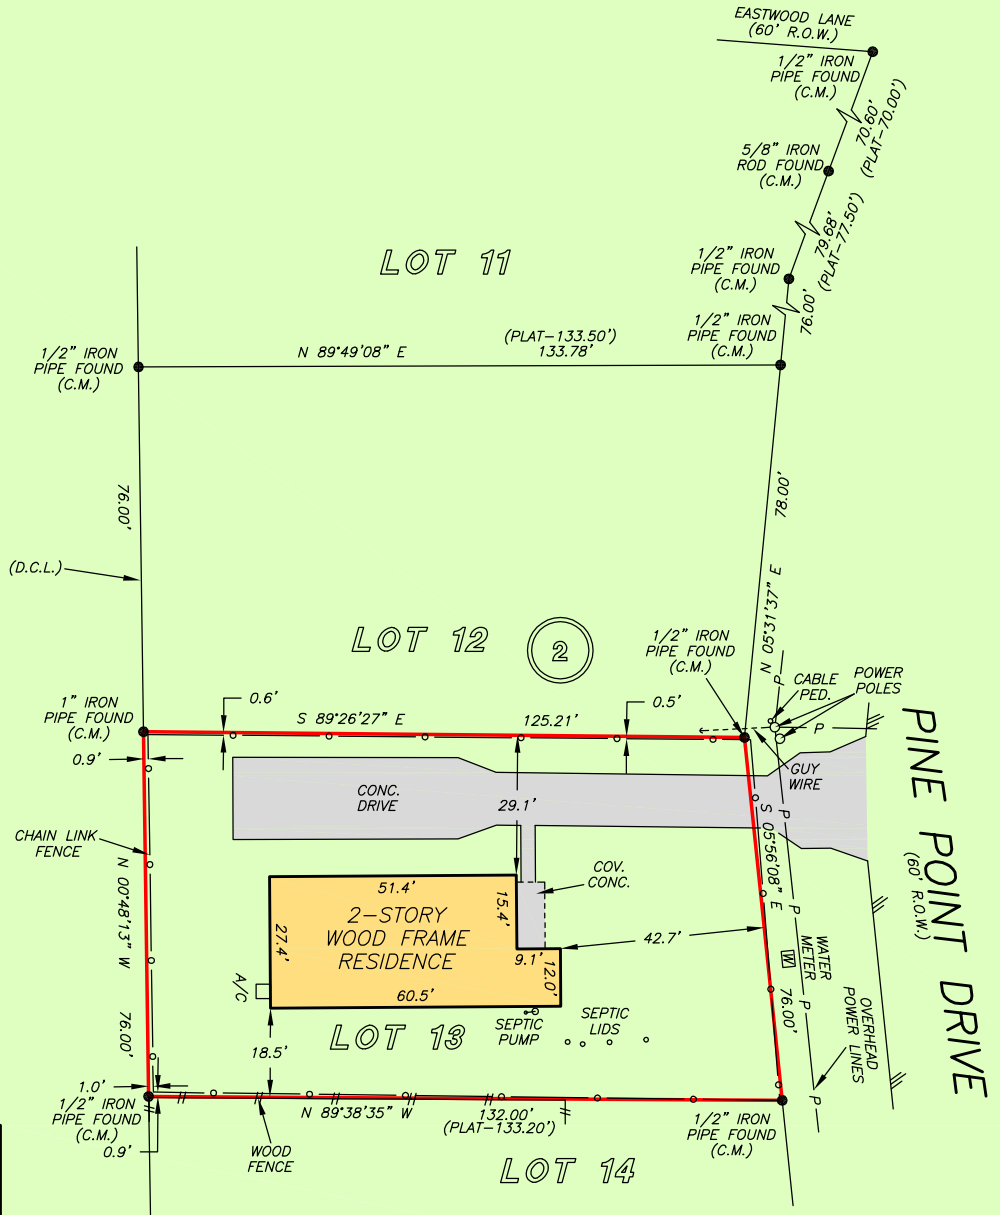 EASTWOOD LANE
(60' R.O.W.)
1/2" IRON
PIPE FOUND
(C.M.)
70.60'
(PLAT-70.00')
5/8" IRON
ROD FOUND
(C.M.)
79.68'
(PLAT-77.50')
LOT 11
1/2" IRON
PIPE FOUND
(C.M.)
76.00'
1/2" IRON
PIPE FOUND
(C.M.)
1/2" IRON
PIPE FOUND
(C.M.)
N 89°49'08" E
(PLAT-133.50')
133.78'
76.00'
78.00'
(D.C.L.)
N 05°31'37" E
LOT 12
2
1/2" IRON
PIPE FOUND
(C.M.)
CABLE
PED.
POWER
POLES
P
P
1" IRON
PIPE FOUND
(C.M.)
0.6'
S 89°26'27" E
125.21'
0.5'
0.9'
GUY
WIRE
CONC.
DRIVE
29.1'
PINE POINT DRIVE
(60' R.O.W.)
S 05°56'08" E
P
P
CHAIN LINK
FENCE
N 00°48'13" W
76.00'
COV.
CONC.
51.4'
15.4'
2-STORY
WOOD FRAME
RESIDENCE
27.4'
42.7'
9.1'
12.0'
60.5'
A/C
WATER
METER
W
76.00'
P
P
OVERHEAD
POWER LINES
P
SEPTIC
PUMP
SEPTIC
LIDS
LOT 13
18.5'
1.0'
1/2" IRON
PIPE FOUND
(C.M.)
0.9'
N 89°38'35" W
132.00'
(PLAT-133.20')
WOOD
FENCE
1/2" IRON
PIPE FOUND
(C.M.)
LOT 14